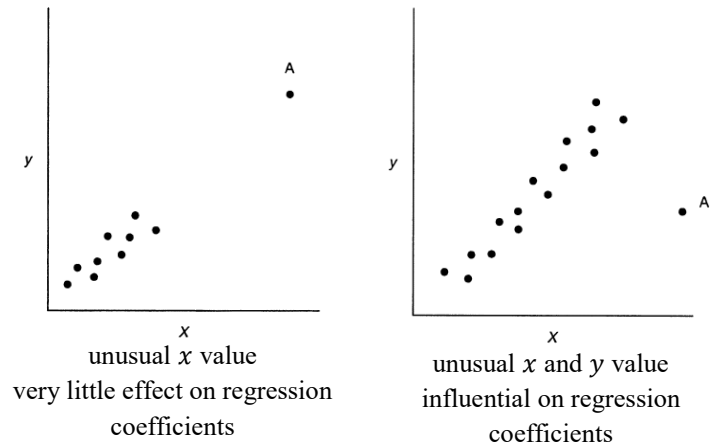 A
y
x
unusual x value
very little effect on regression
coefficients
A
y
x
unusual x and y value
influential on regression
coefficients